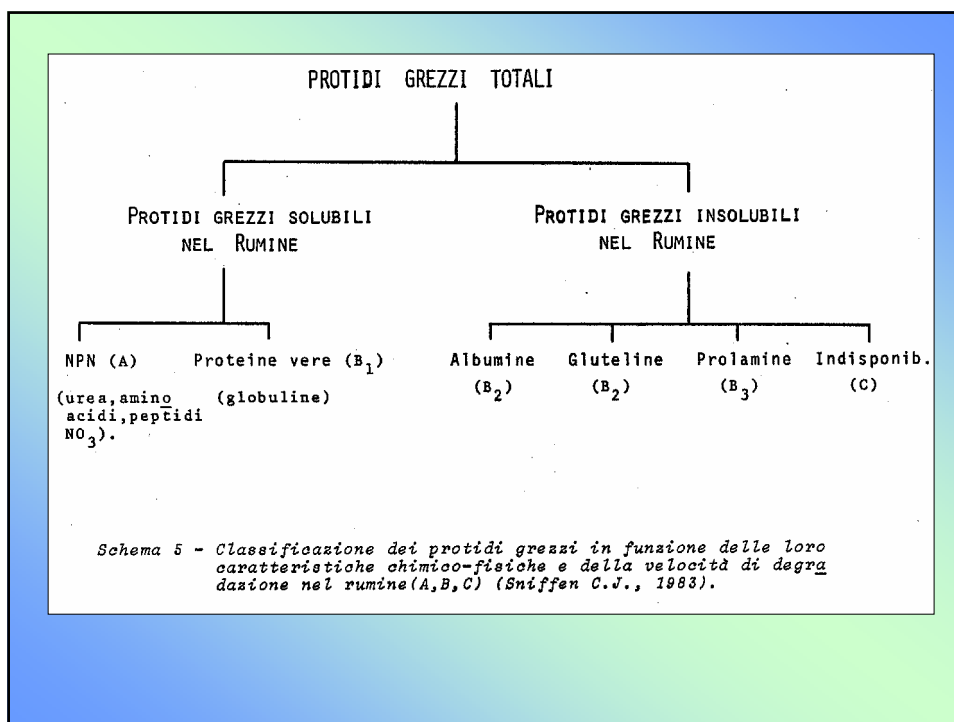 PROTIDI GREZZI TOTALI
PROTIDI GREZZI SOLUBILI
NEL RUMINE
PROTIDI GREZZI INSOLUBILI
NEL RUMINE
NPN (A)
(urea, amino
acidi, peptidi
NO3).
Proteine vere (B1)
(globuline)
Albumine
(B2)
Gluteline
(B2)
Prolamine
(B3)
Indisponib.
(C)
Schema 5 - Classificazione dei protidi grezzi in funzione delle loro
caratteristiche chimico-fisiche e della velocità di degra
dazione nel rumine(A,B,C) (Sniffen C.J., 1983).